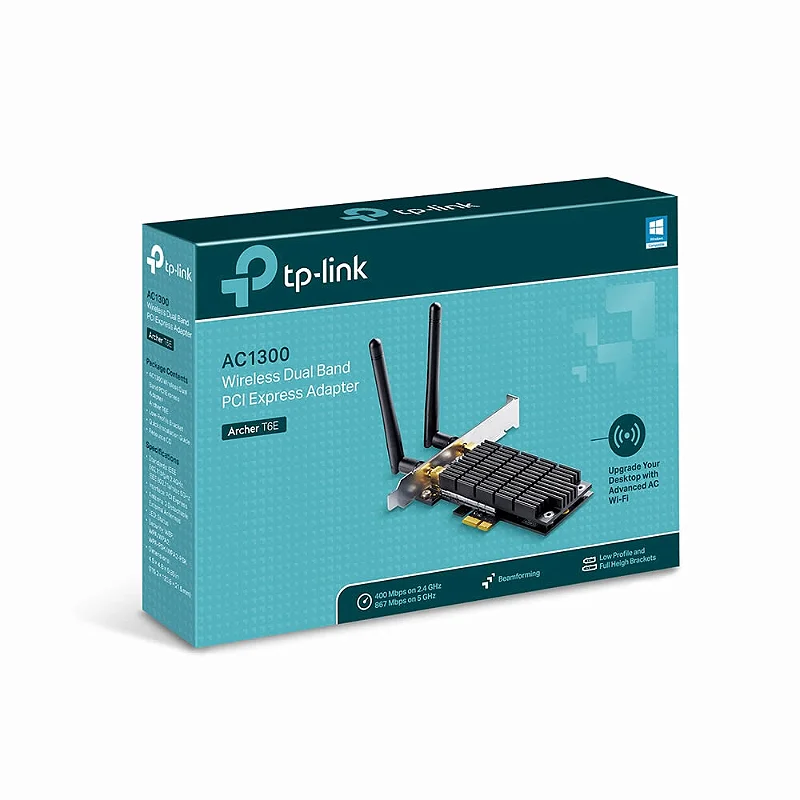 tp-link
tp-link
AC1300
Wireless Dual Band
PCI Express Adapter
Archer T6E
Upgrade Your
Desktop with
Advanced AC
Wi-Fi
400 Mbps on 2.4 GHz
867 Mbps on 5 GHz
Beamforming
Low Profile and
Full Heigh Brackets
Windows
tp-link
AC1300
Wireless Dual Band
PCI Express Adapter
Archer T6E
Package Contents
Specifications